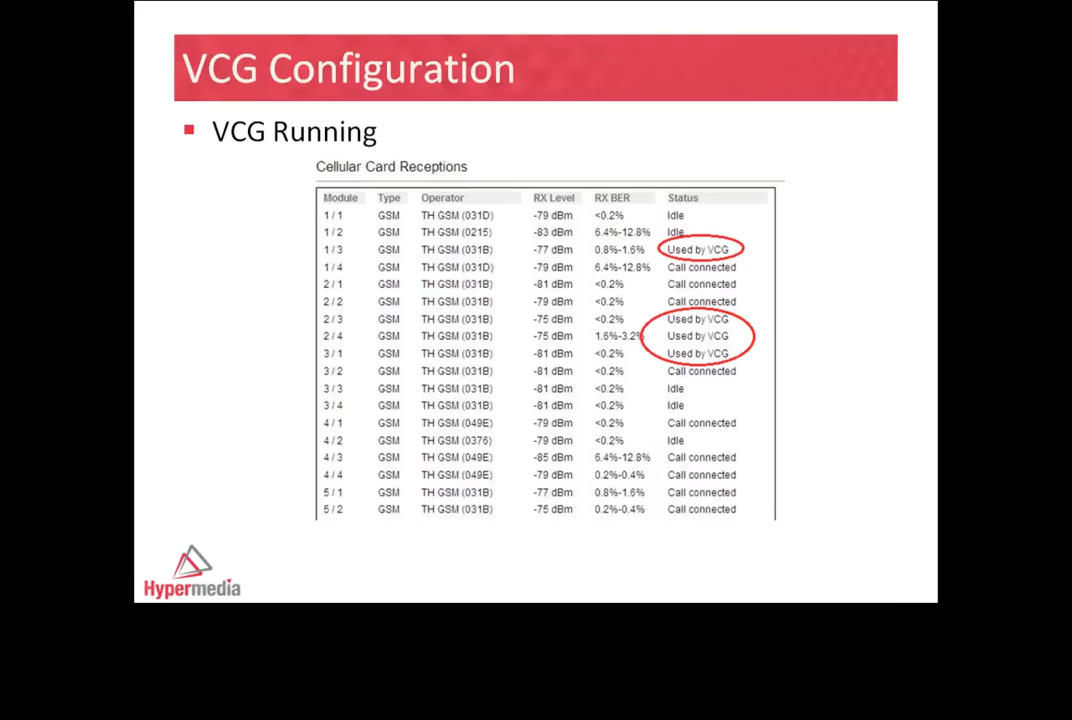 VCG Configuration
VCG Running
Cellular Card Receptions
Module Type Operator RX Level RX BER Status
1 / 1 GSM TH GSM (031D) -79 dBm <0.2% Idle
1 / 2 GSM TH GSM (0215) -83 dBm 6.4%-12.8% Idle
1 / 3 GSM TH GSM (031B) -77 dBm 0.8%-1.6% Used by VCG
1 / 4 GSM TH GSM (031D) -79 dBm 6.4%-12.8% Call connected
2 / 1 GSM TH GSM (031B) -81 dBm <0.2% Call connected
2 / 2 GSM TH GSM (031B) -79 dBm <0.2% Call connected
2 / 3 GSM TH GSM (031B) -75 dBm <0.2% Used by VCG
2 / 4 GSM TH GSM (031B) -75 dBm 1.6%-3.2% Used by VCG
3 / 1 GSM TH GSM (031B) -81 dBm <0.2% Used by VCG
3 / 2 GSM TH GSM (031B) -81 dBm <0.2% Call connected
3 / 3 GSM TH GSM (031B) -81 dBm <0.2% Idle
3 / 4 GSM TH GSM (031B) -81 dBm <0.2% Idle
4 / 1 GSM TH GSM (049E) -79 dBm <0.2% Call connected
4 / 2 GSM TH GSM (0376) -79 dBm <0.2% Idle
4 / 3 GSM TH GSM (049E) -85 dBm 6.4%-12.8% Call connected
4 / 4 GSM TH GSM (049E) -79 dBm 0.2%-0.4% Call connected
5 / 1 GSM TH GSM (031B) -77 dBm 0.8%-1.6% Call connected
5 / 2 GSM TH GSM (031B) -75 dBm 0.2%-0.4% Call connected
Hypermedia